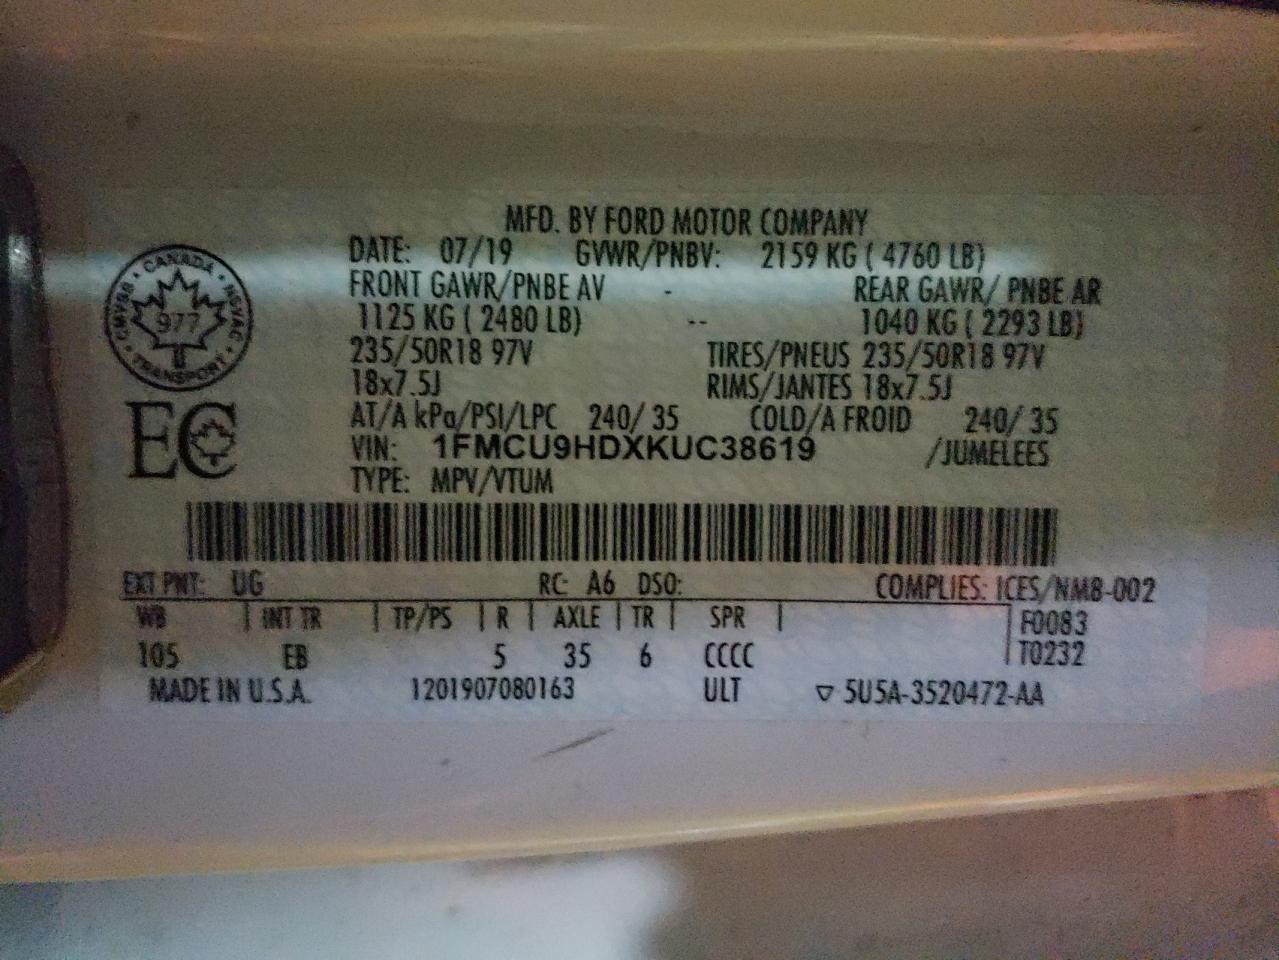 MFD. BY FORD MOTOR COMPANY
DATE: 07/19 GVWR/PNBV: 2159 KG ( 4760 LB)
FRONT GAWR/PNBE AV - REAR GAWR/ PNBE AR
1125 KG ( 2480 LB) -- 1040 KG ( 2293 LB)
235/50R18 97V TIRES/PNEUS 235/50R18 97V
18x7.5J RIMS/JANTES 18x7.5J
AT/A kPa/PSI/LPC 240/ 35 COLD/A FROID 240/ 35
VIN: 1FMCU9HDXKUC38619 /JUMELEES
TYPE: MPV/VTUM
CANADA • NSVAC • TRANSPORT • CMVSS •
977
EC
EXT PNT: UG RC: A6 DSO: COMPLIES: ICES/NMB-002
WB | INT TR | TP/PS | R | AXLE | TR | SPR | F0083
105 EB 5 35 6 CCCC T0232
MADE IN U.S.A. 1201907080163 ULT ▽ 5U5A-3520472-AA